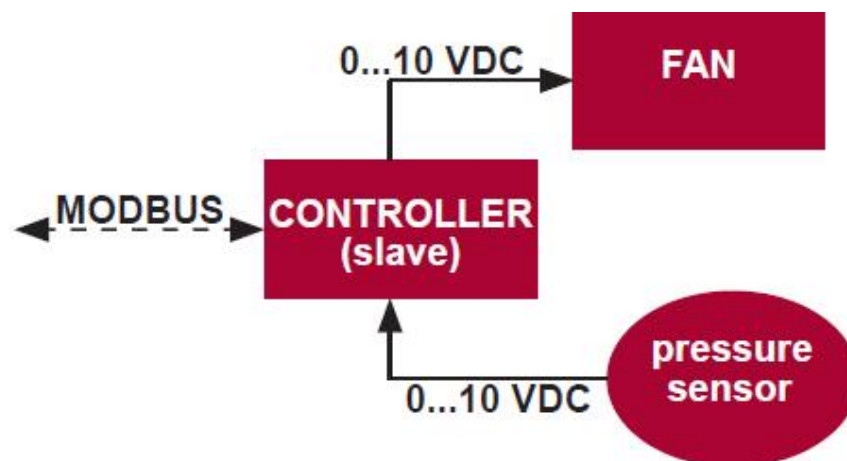 0...10 VDC
FAN
MODBUS
CONTROLLER
(slave)
pressure
sensor
0...10 VDC